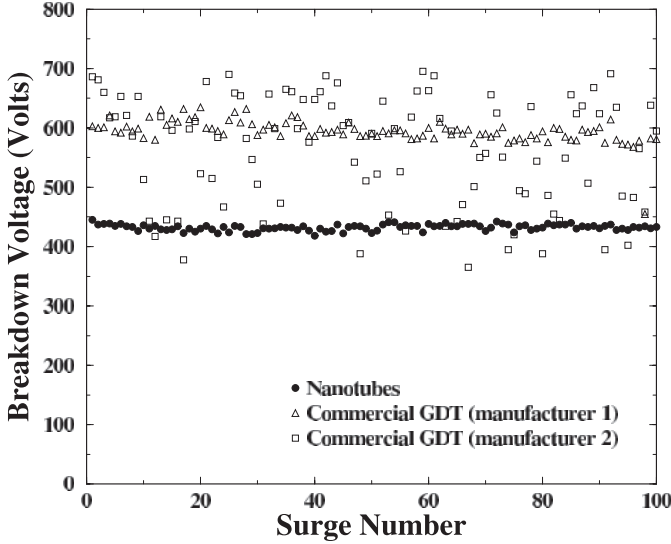 800
700
600
500
400
300
200
100
0
Breakdown Voltage (Volts)
Nanotubes
Commercial GDT (manufacturer 1)
Commercial GDT (manufacturer 2)
0 20 40 60 80 100
Surge Number